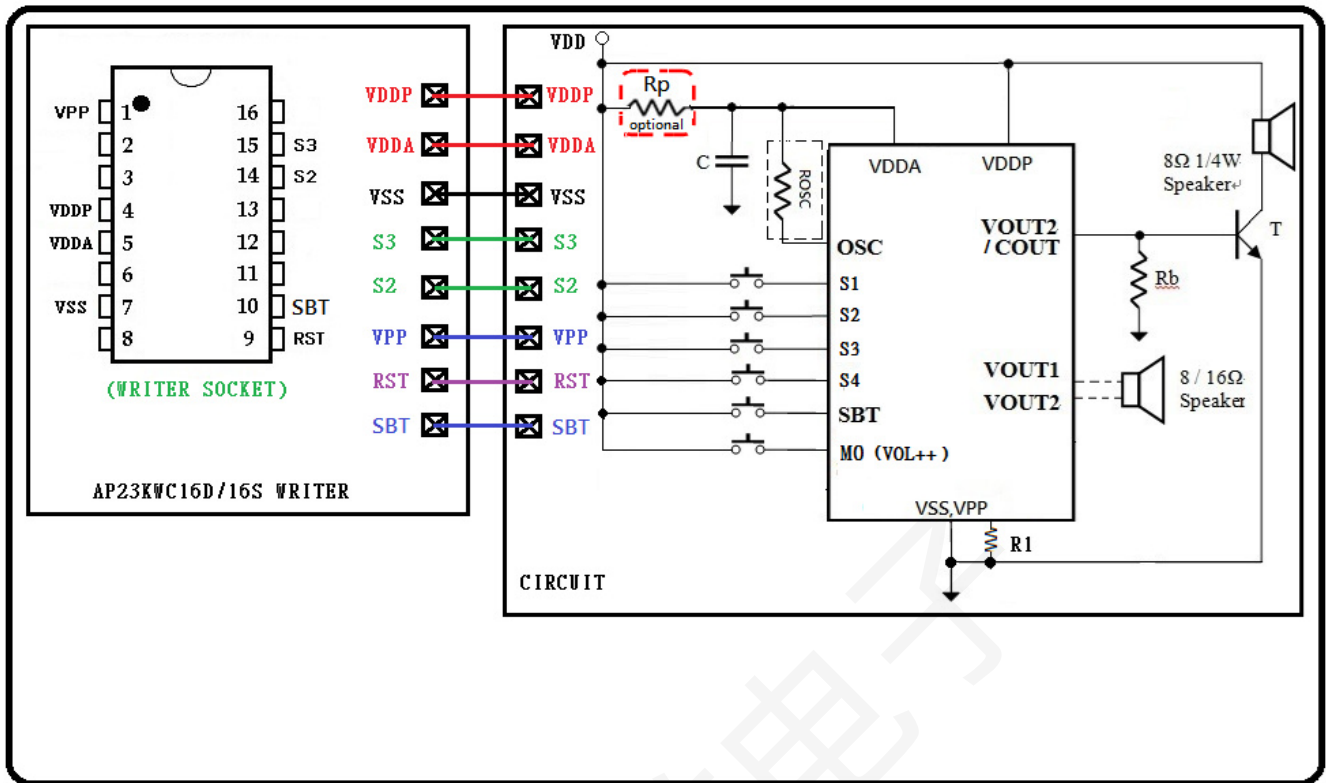 VPP
1
16
2
15
S3
3
14
S2
VDDP
4
13
VDDA
5
12
6
11
VSS
7
10
SBT
8
9
RST
(WRITER SOCKET)
AP23KWC16D/16S WRITER
VDDP
VDDA
VSS
S3
S2
VPP
RST
SBT
VDDP
VDDA
VSS
S3
S2
VPP
RST
SBT
CIRCUIT
VDD
Rp
optional
C
ROSC
VDDA
VDDP
OSC
S1
S2
S3
S4
SBT
MO (VOL++)
VOUT2
/ COUT
VOUT1
VOUT2
VSS,VPP
R1
Rb
T
8Ω 1/4W
Speaker↵
8 / 16Ω
Speaker
电子